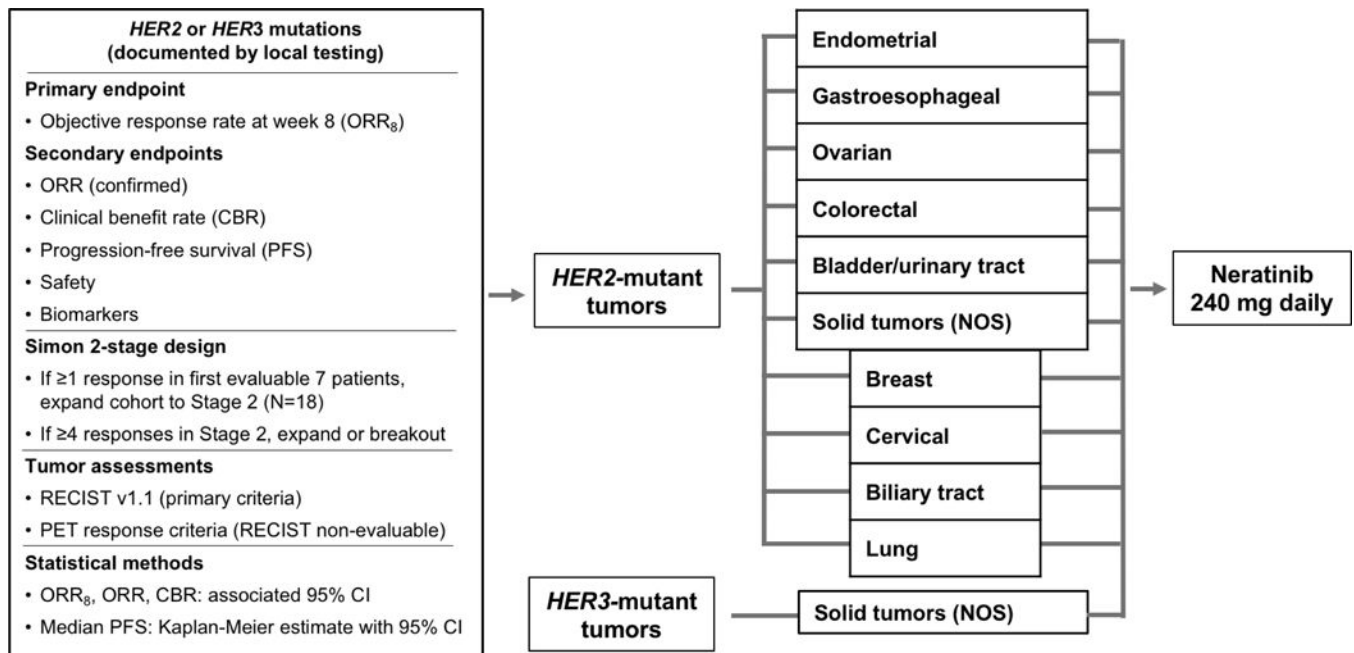 HER2 or HER3 mutations
(documented by local testing)
Primary endpoint
• Objective response rate at week 8 (ORR₈)
Secondary endpoints
• ORR (confirmed)
• Clinical benefit rate (CBR)
• Progression-free survival (PFS)
• Safety
• Biomarkers
Simon 2-stage design
• If ≥1 response in first evaluable 7 patients,
expand cohort to Stage 2 (N=18)
• If ≥4 responses in Stage 2, expand or breakout
Tumor assessments
• RECIST v1.1 (primary criteria)
• PET response criteria (RECIST non-evaluable)
Statistical methods
• ORR₈, ORR, CBR: associated 95% CI
• Median PFS: Kaplan-Meier estimate with 95% CI
HER2-mutant
tumors
HER3-mutant
tumors
Endometrial
Gastroesophageal
Ovarian
Colorectal
Bladder/urinary tract
Solid tumors (NOS)
Breast
Cervical
Biliary tract
Lung
Solid tumors (NOS)
Neratinib
240 mg daily